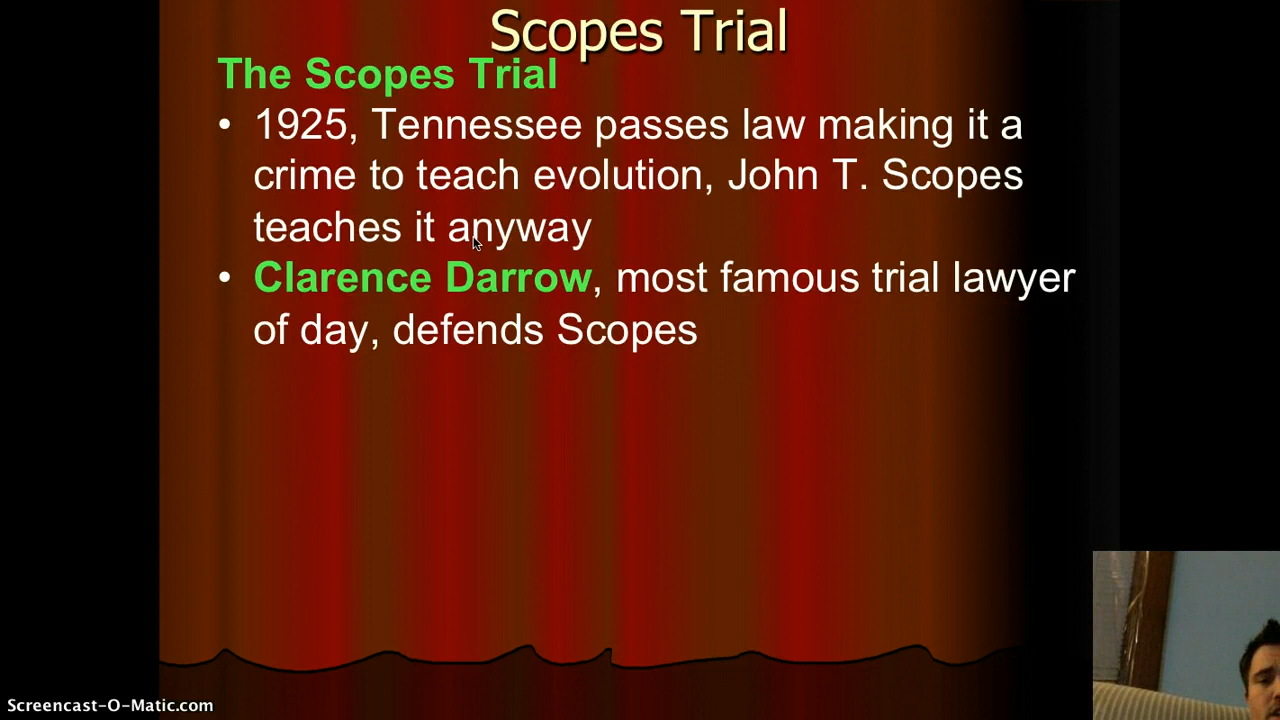 Scopes Trial
The Scopes Trial
• 1925, Tennessee passes law making it a
crime to teach evolution, John T. Scopes
teaches it anyway
• Clarence Darrow, most famous trial lawyer
of day, defends Scopes
Screencast-O-Matic.com